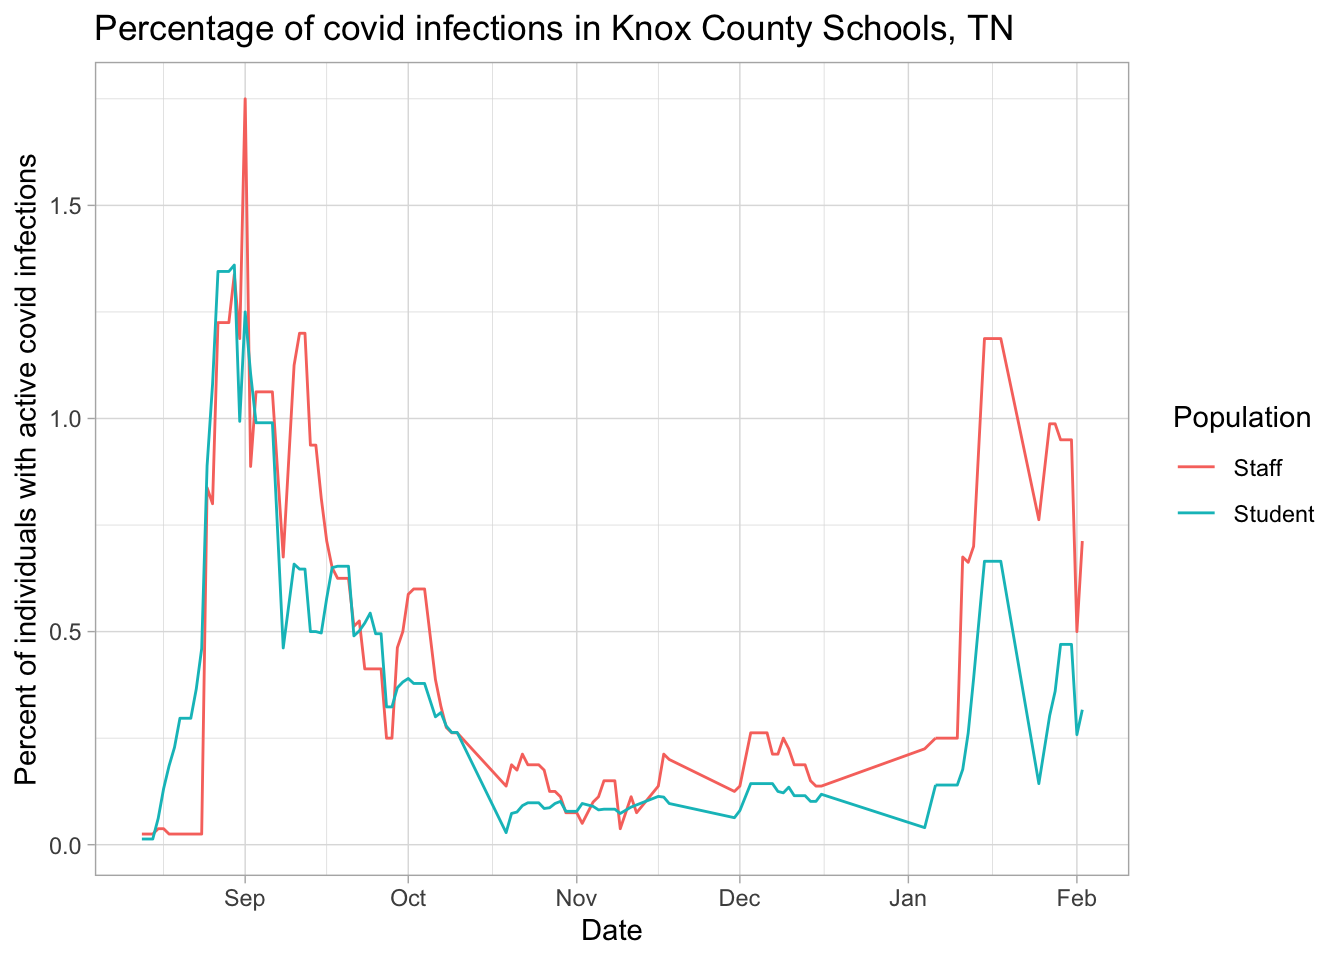 Percentage of covid infections in Knox County Schools, TN
Percent of individuals with active covid infections
1.5
1.0
0.5
0.0
Sep Oct Nov Dec Jan Feb
Date
Population
Staff
Student